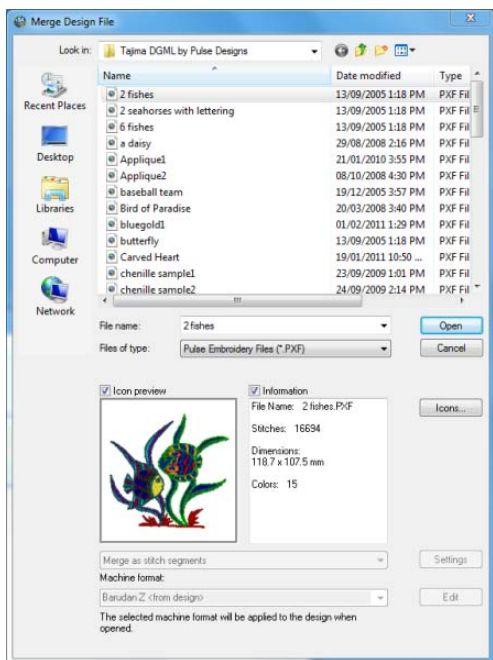 Merge Design File
Look in: Tajima DGML by Pulse Designs
Name Date modified Type
2 fishes 13/09/2005 1:18 PM PXF Fil
2 seahorses with lettering 13/09/2005 1:18 PM PXF Fil
6 fishes 13/09/2005 1:18 PM PXF Fil
a daisy 29/08/2008 2:16 PM PXF Fil
Applique1 21/01/2010 3:55 PM PXF Fil
Applique2 08/10/2008 4:30 PM PXF Fil
baseball team 19/12/2005 3:57 PM PXF Fil
Bird of Paradise 20/03/2008 3:40 PM PXF Fil
bluegold1 01/02/2011 1:29 PM PXF Fil
butterfly 13/09/2005 1:18 PM PXF Fil
Carved Heart 19/01/2011 10:50 ... PXF Fil
chenille sample1 23/09/2009 1:01 PM PXF Fil
chenille sample2 24/09/2009 2:14 PM PXF Fil
Recent Places
Desktop
Libraries
Computer
Network
File name: 2 fishes Open
Files of type: Pulse Embroidery Files (*.PXF) Cancel
Icon preview Information
File Name: 2 fishes.PXF Icons...
Stitches: 16694
Dimensions:
118.7 x 107.5 mm
Colors: 15
Merge as stitch segments Settings
Machine format:
Barudan Z <from design> Edit
The selected machine format will be applied to the design when
opened.